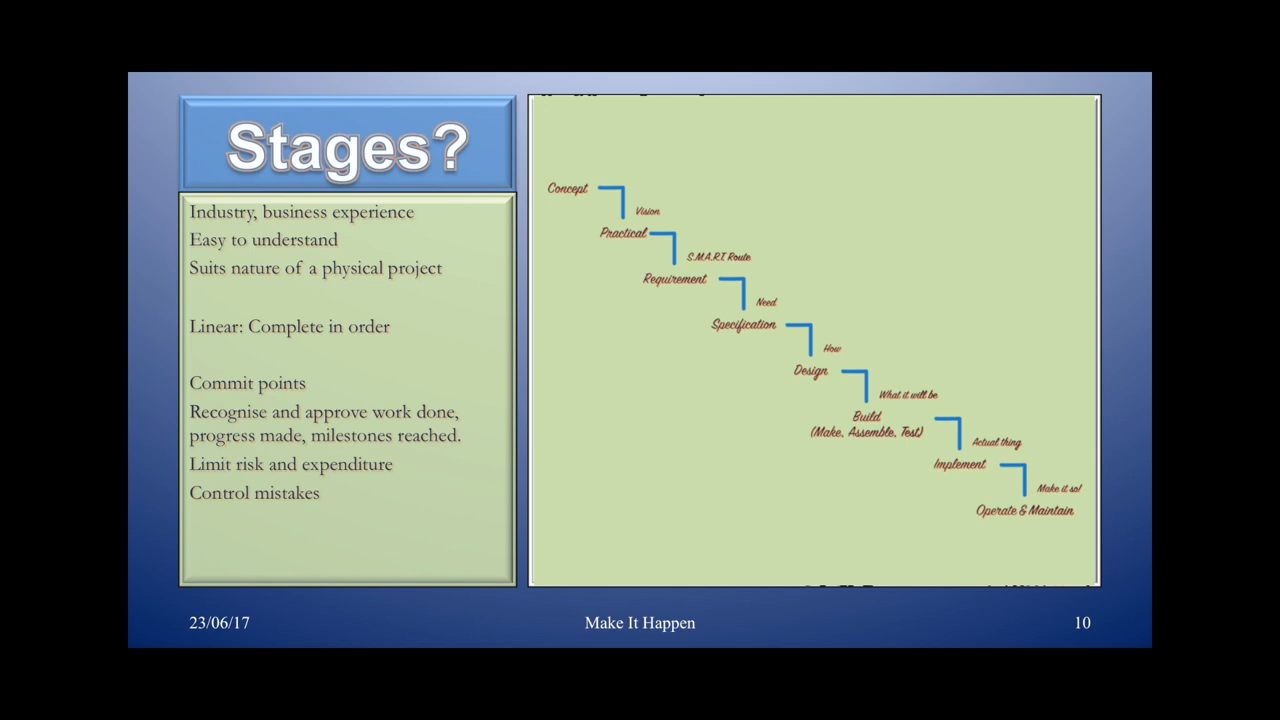 Stages?
Industry, business experience
Easy to understand
Suits nature of a physical project
Linear: Complete in order
Commit points
Recognise and approve work done,
progress made, milestones reached.
Limit risk and expenditure
Control mistakes
Concept
Vision
Practical
S.M.A.R.T. Route
Requirement
Need
Specification
How
Design
What it will be
Build
(Make, Assemble, Test)
Actual thing
Implement
Make it so!
Operate & Maintain
23/06/17
Make It Happen
10